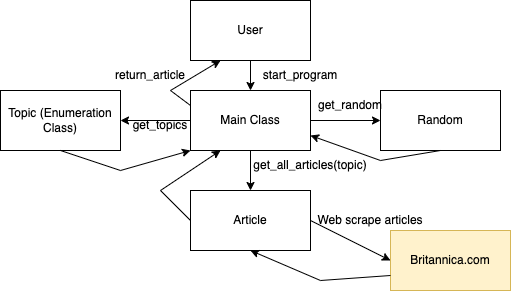 User
return_article
start_program
Topic (Enumeration
Class)
get_topics
Main Class
get_random
Random
get_all_articles(topic)
Article
Web scrape articles
Britannica.com